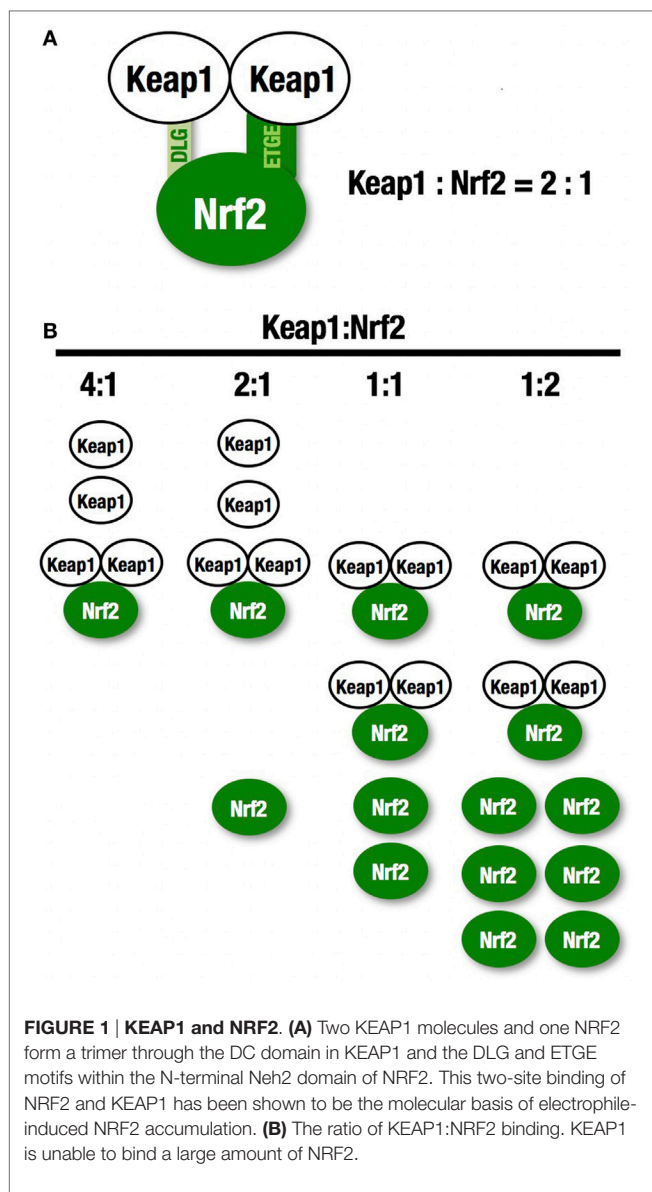 A
Keap1 Keap1
DLG ETGE
Nrf2
Keap1 : Nrf2 = 2 : 1
B
Keap1:Nrf2
4:1 2:1 1:1 1:2
Keap1 Keap1
Keap1 Keap1
Keap1 Keap1 Keap1 Keap1 Keap1 Keap1 Keap1 Keap1
Nrf2 Nrf2 Nrf2 Nrf2
Keap1 Keap1 Keap1 Keap1
Nrf2 Nrf2
Nrf2 Nrf2 Nrf2 Nrf2
Nrf2 Nrf2 Nrf2
Nrf2 Nrf2
FIGURE 1 | KEAP1 and NRF2. (A) Two KEAP1 molecules and one NRF2
form a trimer through the DC domain in KEAP1 and the DLG and ETGE
motifs within the N-terminal Neh2 domain of NRF2. This two-site binding of
NRF2 and KEAP1 has been shown to be the molecular basis of electrophile-
induced NRF2 accumulation. (B) The ratio of KEAP1:NRF2 binding. KEAP1
is unable to bind a large amount of NRF2.